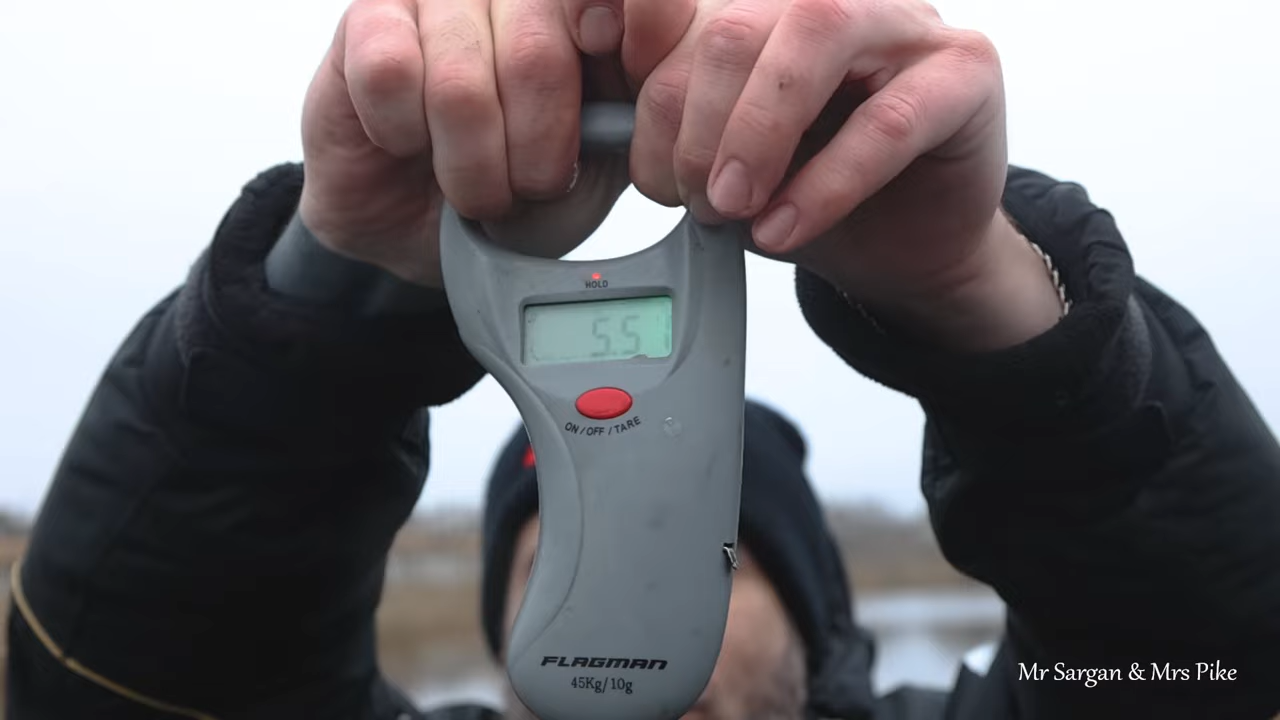 HOLD
5.5
ON / OFF / TARE
FLAGMAN
45Kg/10g
Mr Sargan & Mrs Pike